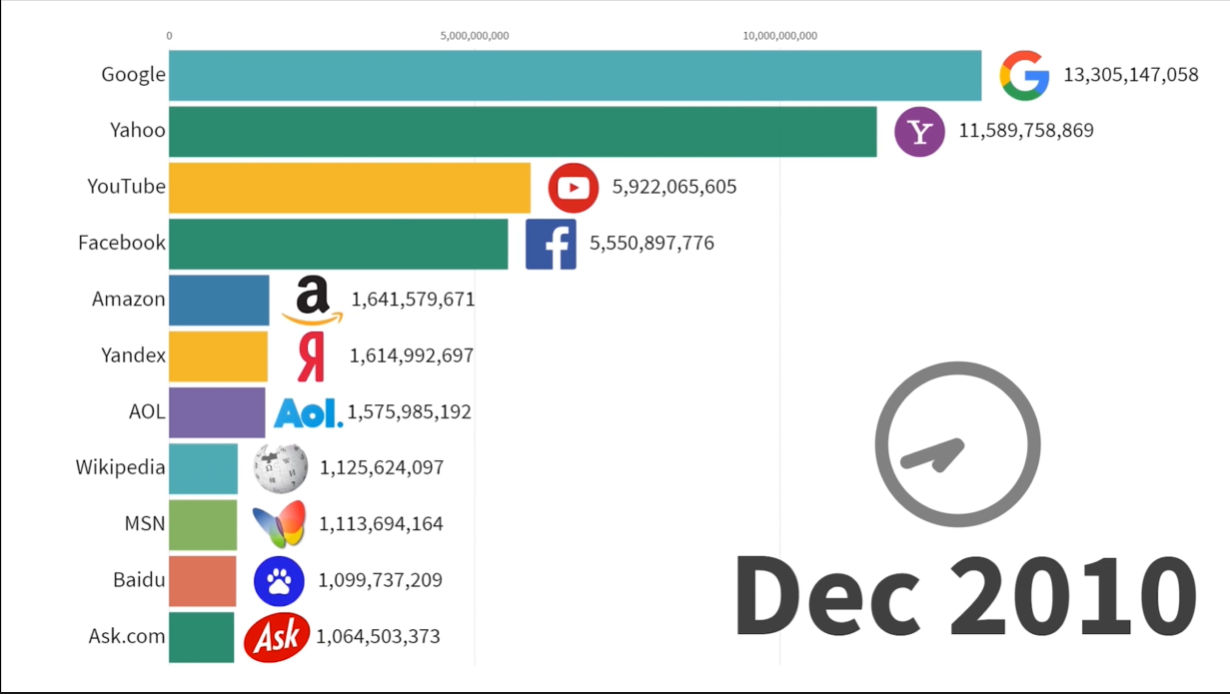 0 5,000,000,000 10,000,000,000
Google 13,305,147,058
Yahoo Y 11,589,758,869
YouTube 5,922,065,605
Facebook f 5,550,897,776
Amazon a 1,641,579,671
Yandex Я 1,614,992,697
AOL Aol. 1,575,985,192
Wikipedia 1,125,624,097
MSN 1,113,694,164
Baidu 1,099,737,209
Ask.com Ask 1,064,503,373
Dec 2010